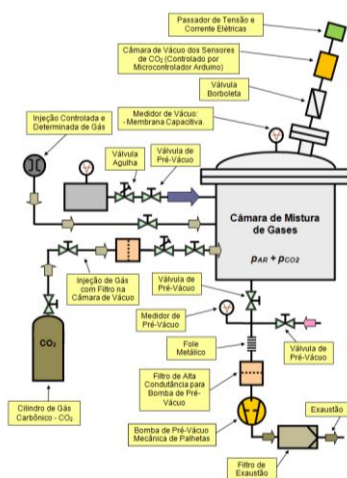 Passador de Tensão e
Corrente Elétricas
Câmara de Vácuo dos Sensores
de CO₂ (Controlado por
Microcontrolador Arduino)
Válvula
Borboleta
Medidor de Vácuo:
- Membrana Capacitiva.
Injeção Controlada e
Determinada de Gás
Válvula
Agulha
Válvula de
Pré-Vácuo
Câmara de Mistura
de Gases
pAR + pCO2
Injeção de Gás
com Filtro na
Câmara de Vácuo
Válvula de
Pré-Vácuo
Medidor de
Pré-Vácuo
CO₂
Fole
Metálico
Válvula de
Pré-Vácuo
Filtro de Alta
Condutância para
Bomba de Pré-
Vácuo
Cilindro de Gás
Carbônico - CO₂
Bomba de Pré-Vácuo
Mecânica de Palhetas
Exaustão
Filtro de
Exaustão